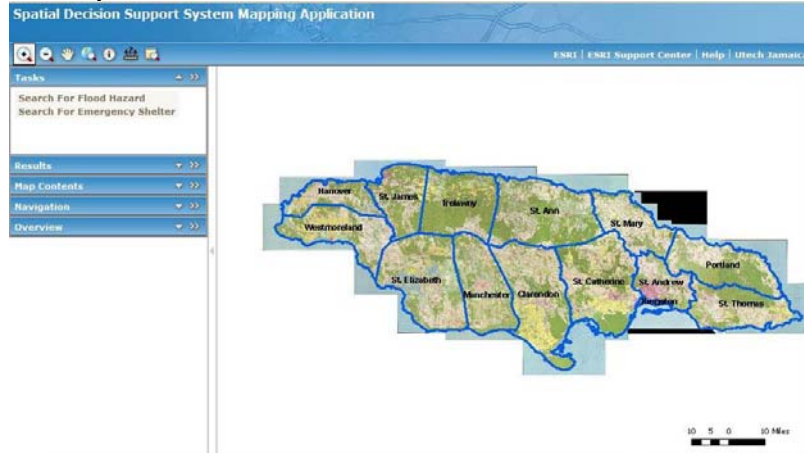 Spatial Decision Support System Mapping Application
ESRI | ESRI Support Center | Help | Utech Jamaica
Tasks
Search For Flood Hazard
Search For Emergency Shelter
Results
Map Contents
Navigation
Overview
Hanover
St. James
Trelawny
St. Ann
St. Mary
Westmoreland
Portland
St. Elizabeth
Manchester
Clarendon
St. Catherine
St. Andrew
Kingston
St. Thomas
10 5 0 10 Miles